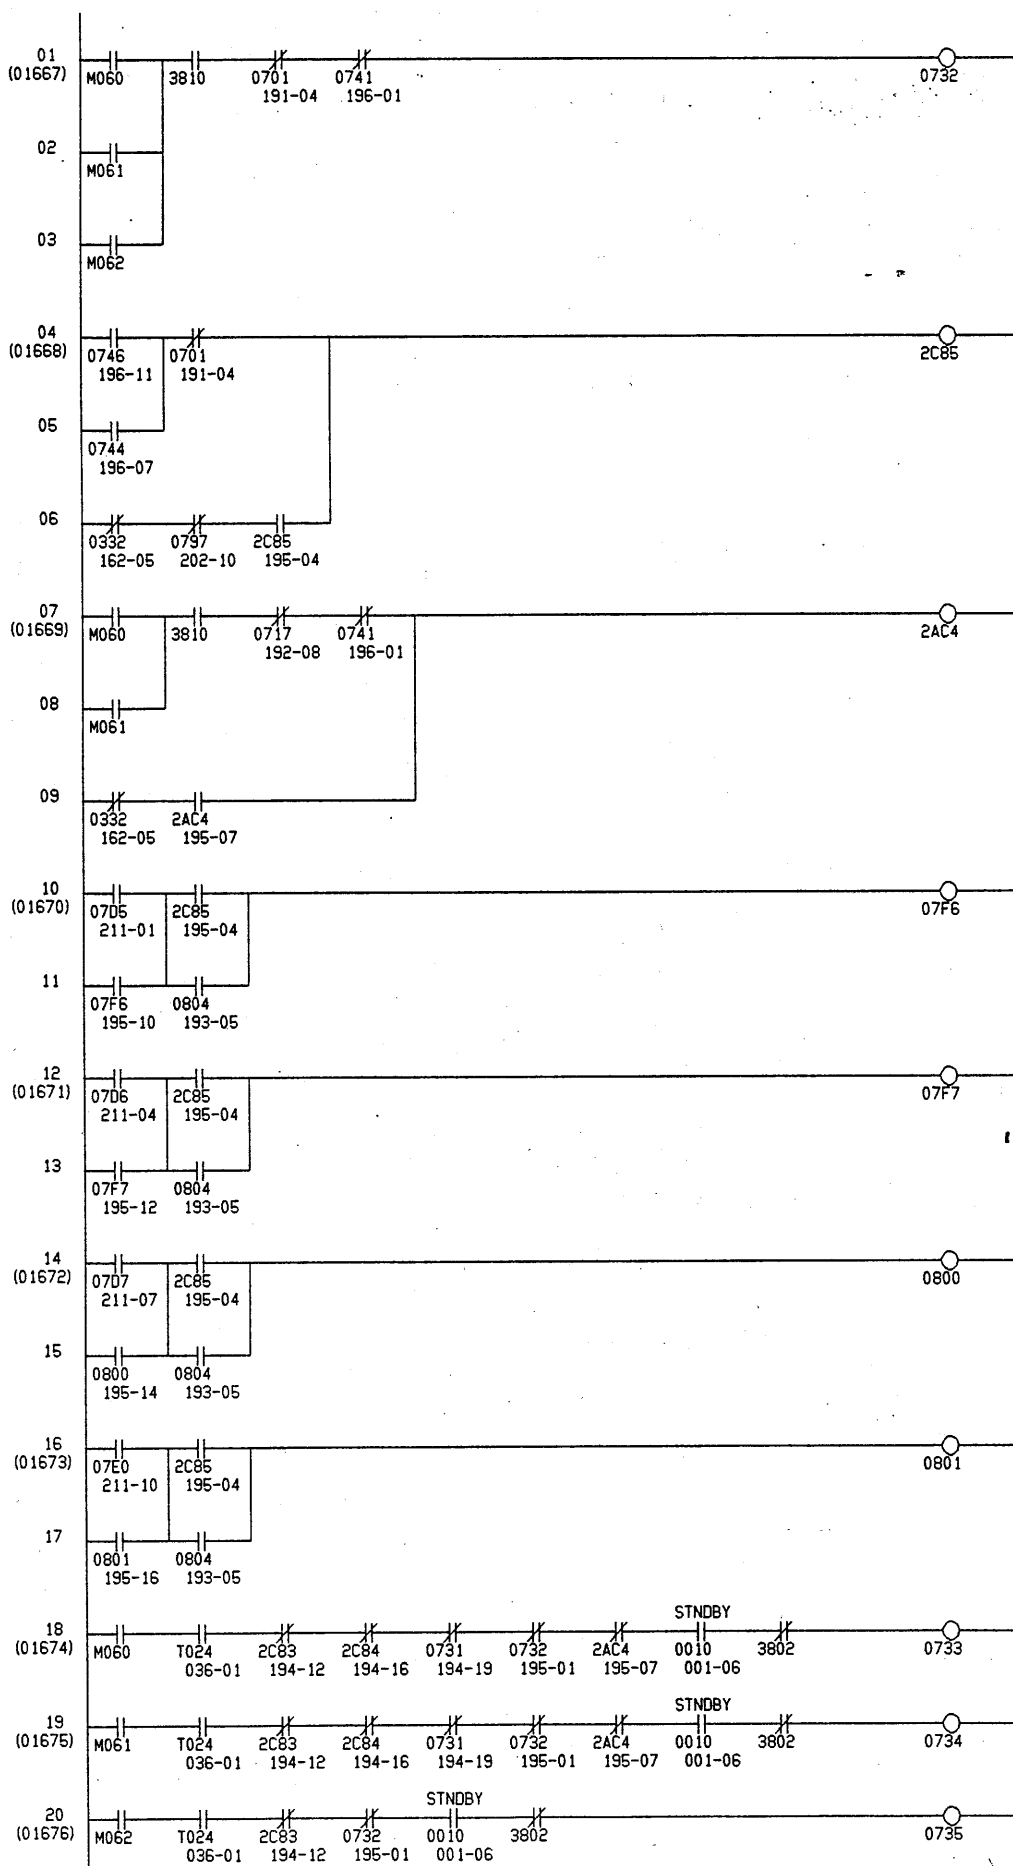 01
(01667) M060 3810 0701 0741 0732
191-04 196-01
02
M061
03
M062
04
(01668) 0746 0701 2C85
196-11 191-04
05
0744
196-07
06
0332 0797 2C85
162-05 202-10 195-04
07
(01669) M060 3810 0717 0741 2AC4
192-08 196-01
08
M061
09
0332 2AC4
162-05 195-07
10
(01670) 07D5 2C85 07F6
211-01 195-04
11
07F6 0804
195-10 193-05
12
(01671) 07D6 2C85 07F7
211-04 195-04
13
07F7 0804
195-12 193-05
14
(01672) 07D7 2C85 0800
211-07 195-04
15
0800 0804
195-14 193-05
16
(01673) 07E0 2C85 0801
211-10 195-04
17
0801 0804
195-16 193-05
STNDBY
18
(01674) M060 T024 2C83 2C84 0731 0732 2AC4 0010 3802 0733
036-01 194-12 194-16 194-19 195-01 195-07 001-06
STNDBY
19
(01675) M061 T024 2C83 2C84 0731 0732 2AC4 0010 3802 0734
036-01 194-12 194-16 194-19 195-01 195-07 001-06
STNDBY
20
(01676) M062 T024 2C83 0732 0010 3802 0735
036-01 194-12 195-01 001-06